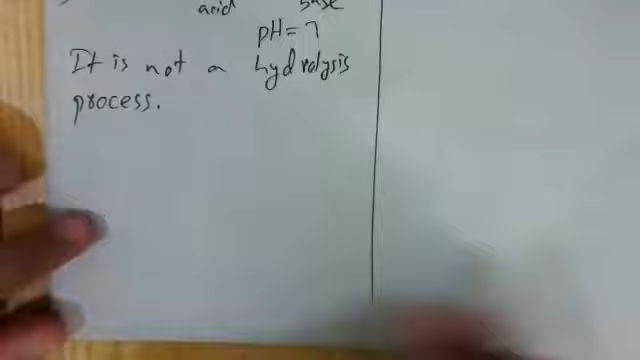 acid base
pH = 7
It is not a hydrolysis
process.